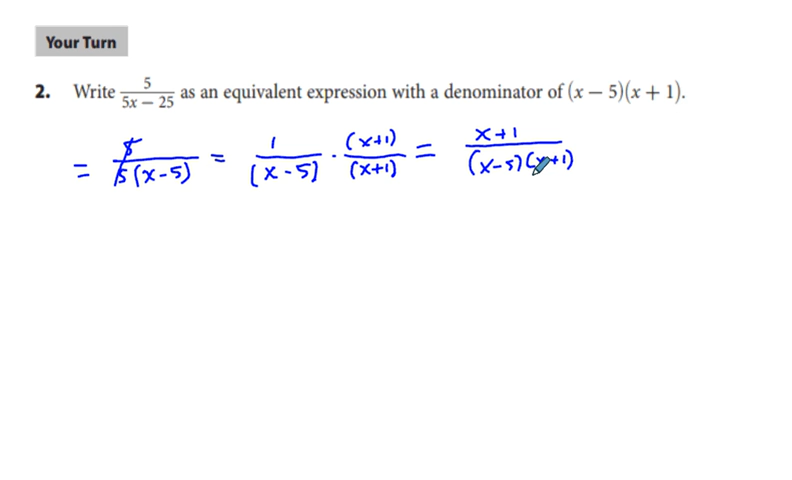 Your Turn
2. Write 5/(5x − 25) as an equivalent expression with a denominator of (x − 5)(x + 1).
= 5/(5(x-5)) = 1/(x-5) · (x+1)/(x+1) = (x+1)/((x-5)(x+1))